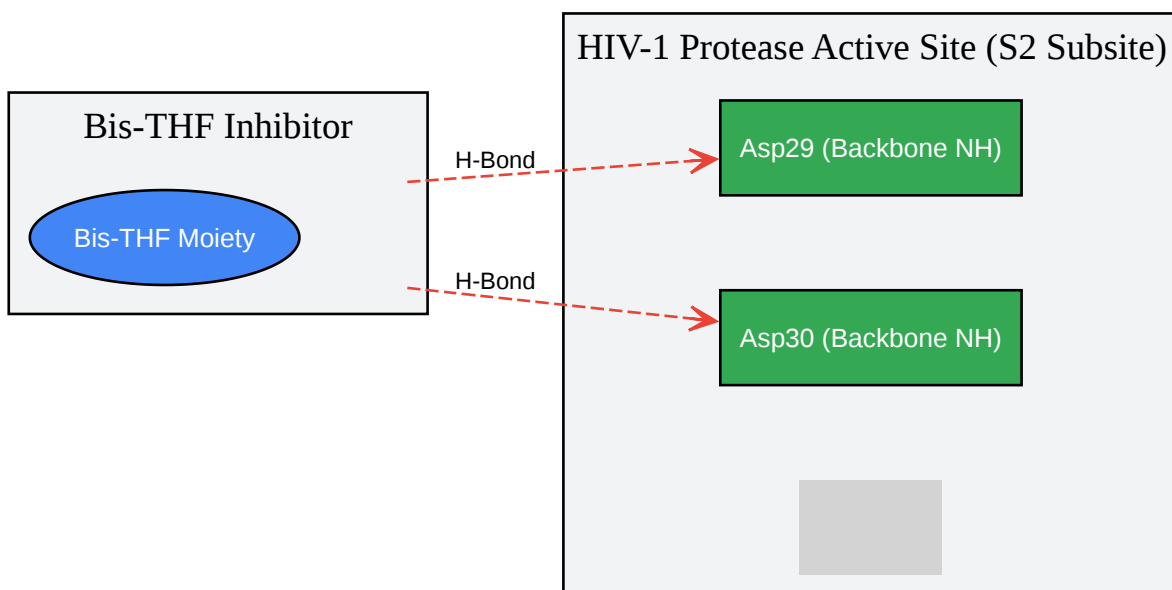 HIV-1 Protease Active Site (S2 Subsite)
Bis-THF Inhibitor
Bis-THF Moiety
H-Bond
H-Bond
Asp29 (Backbone NH)
Asp30 (Backbone NH)